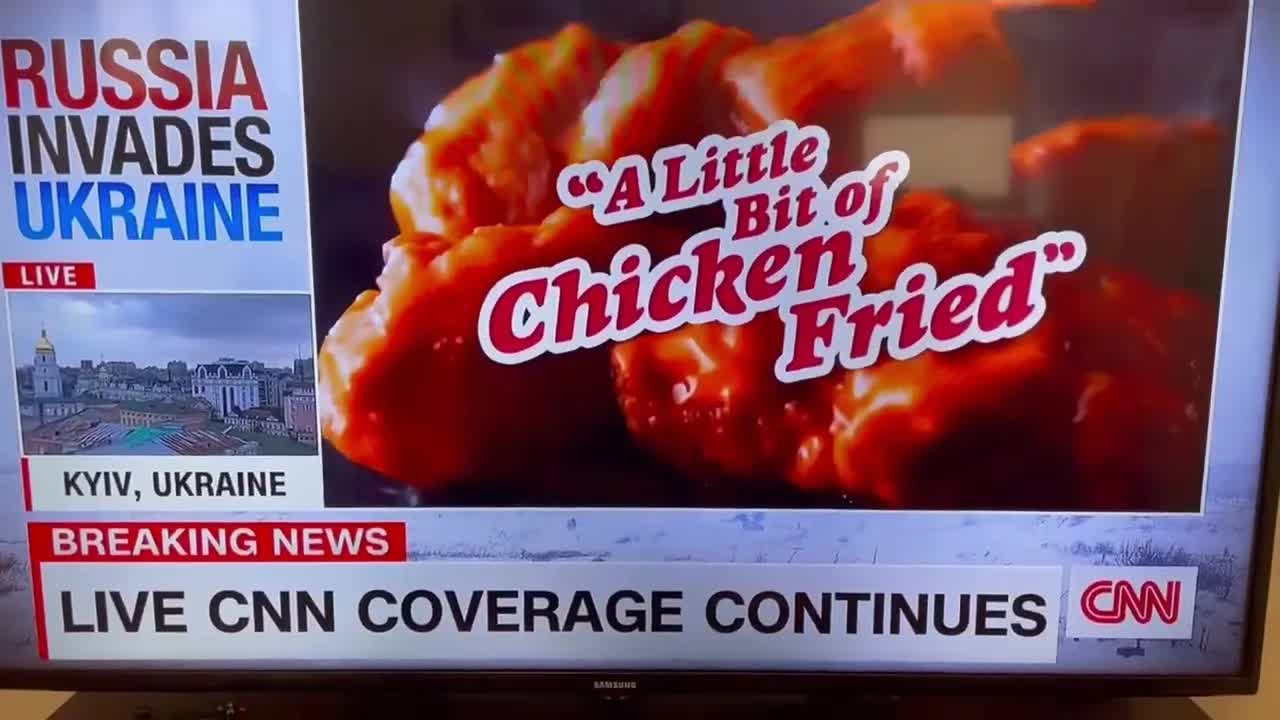 RUSSIA
INVADES
UKRAINE
LIVE
KYIV, UKRAINE
“A Little
Bit of
Chicken
Fried”
BREAKING NEWS
LIVE CNN COVERAGE CONTINUES
CNN
SAMSUNG